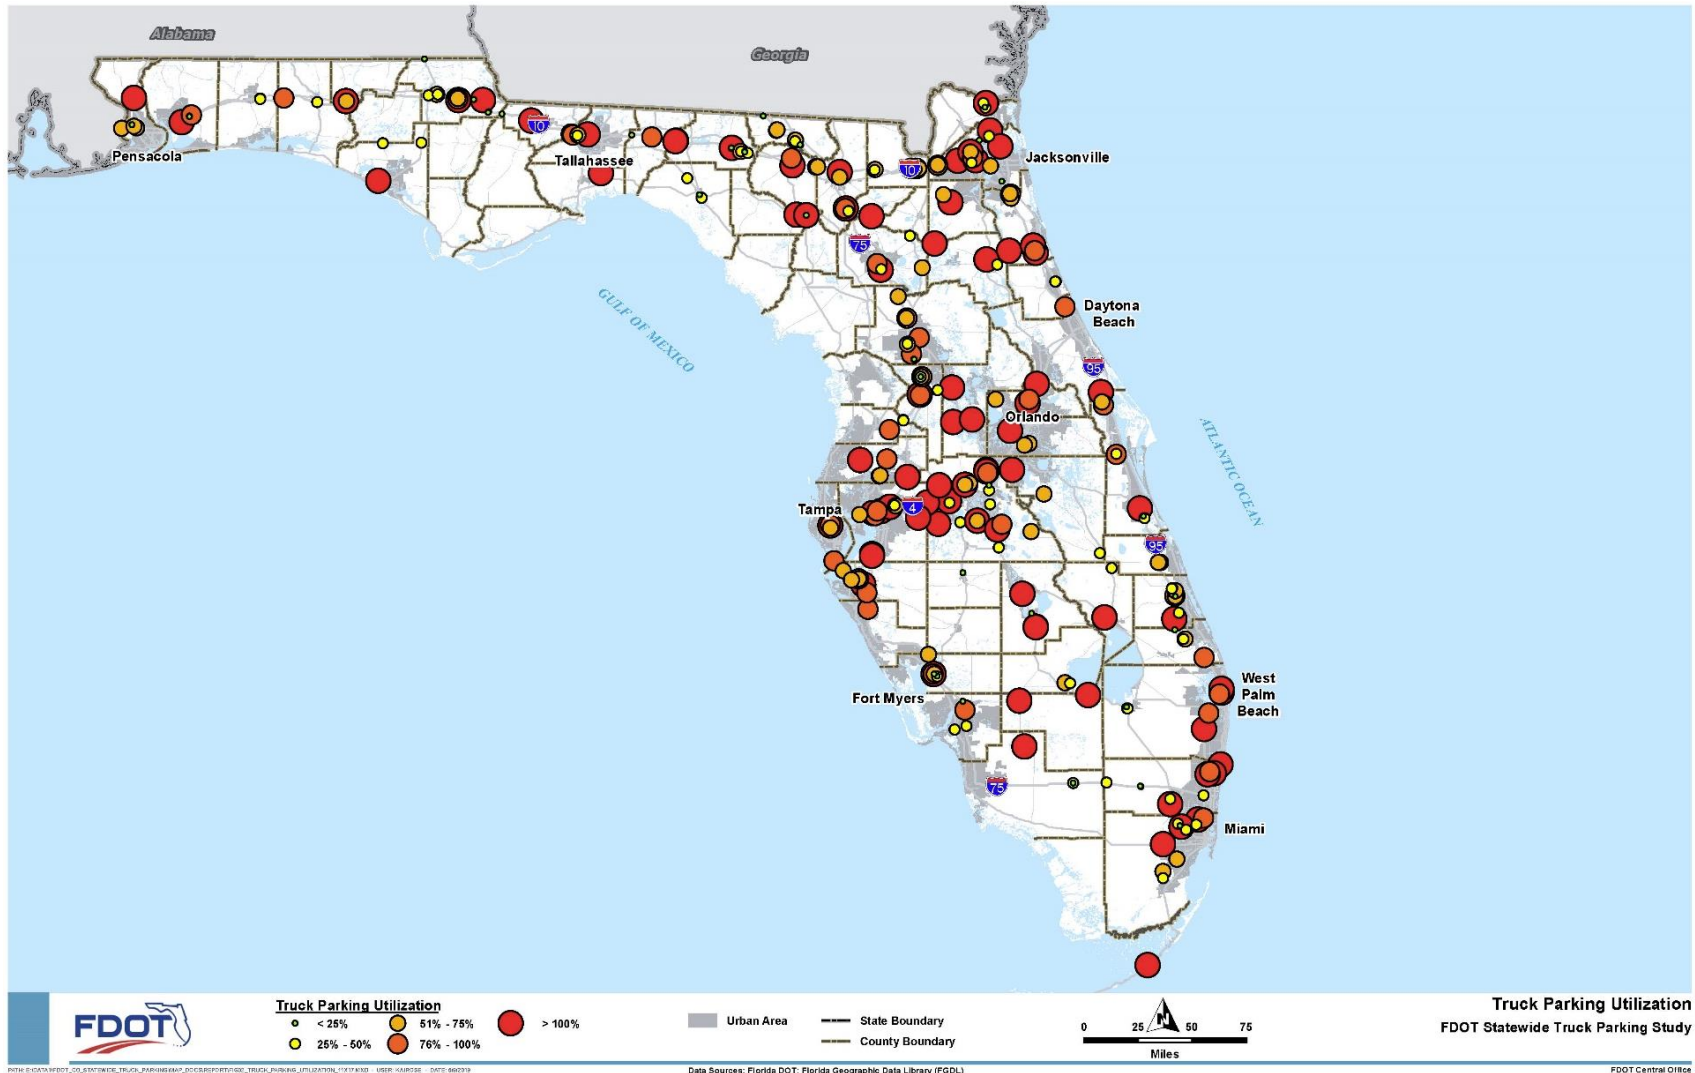 Alabama
Georgia
10
Pensacola
Tallahassee
10
Jacksonville
75
GULF OF MEXICO
Daytona
Beach
95
Orlando
ATLANTIC OCEAN
Tampa
4
95
Fort Myers
West
Palm
Beach
75
Miami
FDOT
Truck Parking Utilization
< 25%
25% - 50%
51% - 75%
76% - 100%
> 100%
Urban Area
State Boundary
County Boundary
N
0 25 50 75
Miles
Truck Parking Utilization
FDOT Statewide Truck Parking Study
Data Sources: Florida DOT; Florida Geographic Data Library (FGDL)
FDOT Central Office